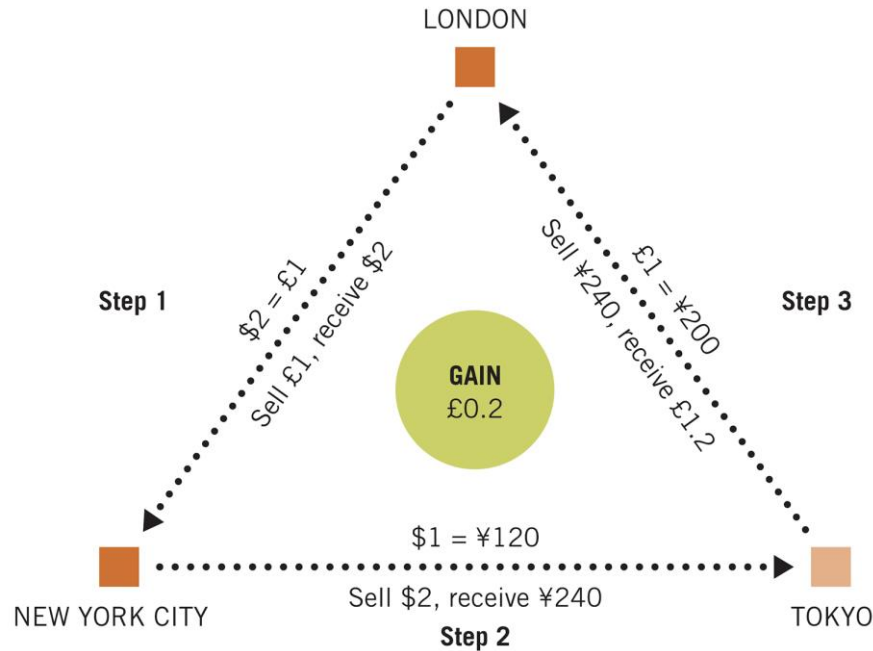 LONDON
Step 1
$2 = £1
Sell £1, receive $2
GAIN
£0.2
£1 = ¥200
Sell ¥240, receive £1.2
Step 3
$1 = ¥120
Sell $2, receive ¥240
NEW YORK CITY
TOKYO
Step 2